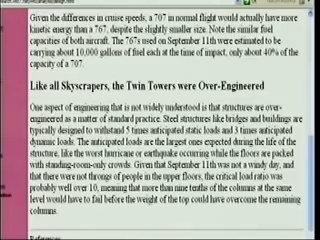 Given the differences in cruise speeds, a 707 in normal flight would actually have more
kinetic energy than a 767, despite the slightly smaller size. Note the similar fuel
capacities of both aircraft. The 767s used on September 11th were estimated to be
carrying about 10,000 gallons of fuel each at the time of impact, only about 40% of the
capacity of a 707.
Like all Skyscrapers, the Twin Towers were Over-Engineered
One aspect of engineering that is not widely understood is that structures are over-
engineered as a matter of standard practice. Steel structures like bridges and buildings are
typically designed to withstand 5 times anticipated static loads and 3 times anticipated
dynamic loads. The anticipated loads are the largest ones expected during the life of the
structure, like the worst hurricane or earthquake occurring while the floors are packed
with standing-room-only crowds. Given that September 11th was not a windy day, and
that there were not throngs of people in the upper floors, the critical load ratio was
probably well over 10, meaning that more than nine tenths of the columns at the same
level would have to fail before the weight of the top could have overcome the remaining
columns.